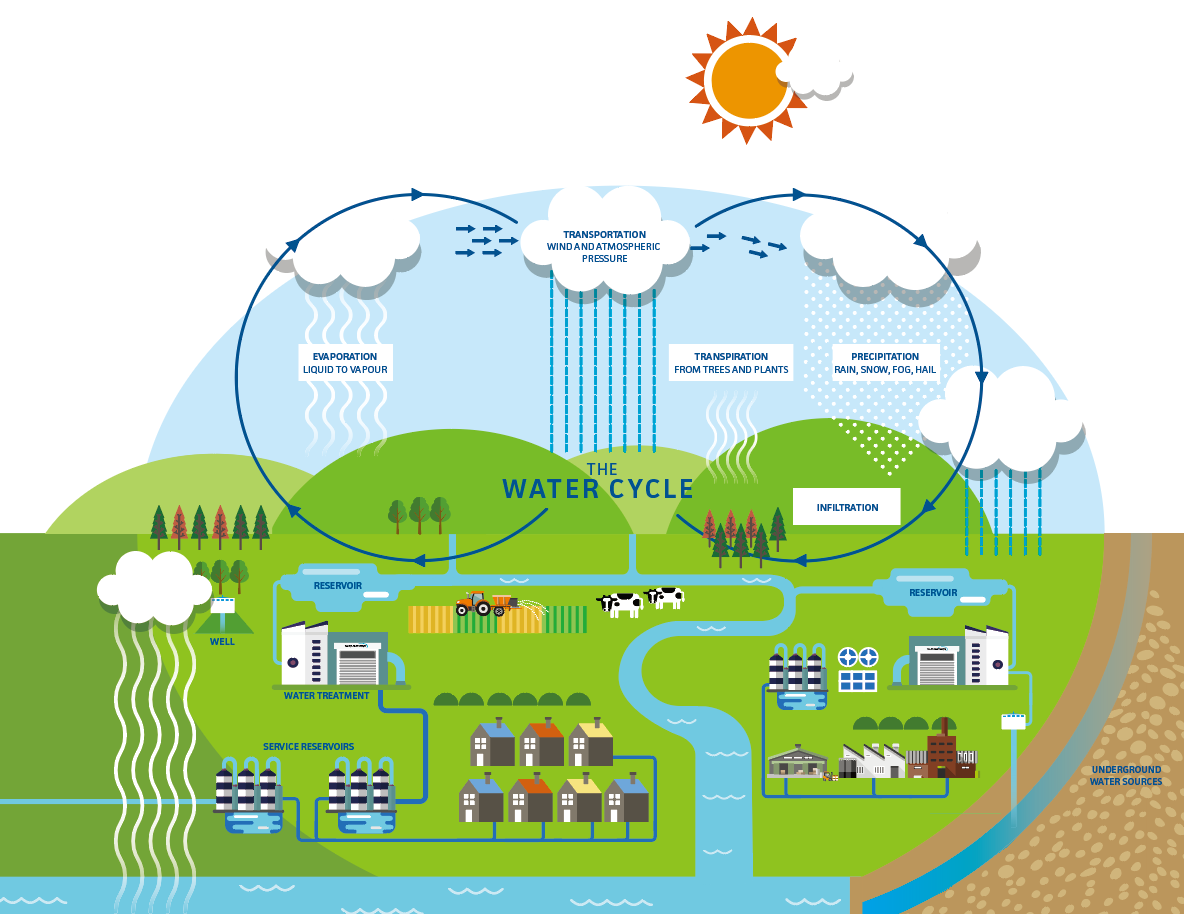 TRANSPORTATION
WIND AND ATMOSPHERIC
PRESSURE
EVAPORATION
LIQUID TO VAPOUR
TRANSPIRATION
FROM TREES AND PLANTS
PRECIPITATION
RAIN, SNOW, FOG, HAIL
THE
WATER CYCLE
INFILTRATION
RESERVOIR
RESERVOIR
WELL
WATER TREATMENT
SERVICE RESERVOIRS
UNDERGROUND
WATER SOURCES